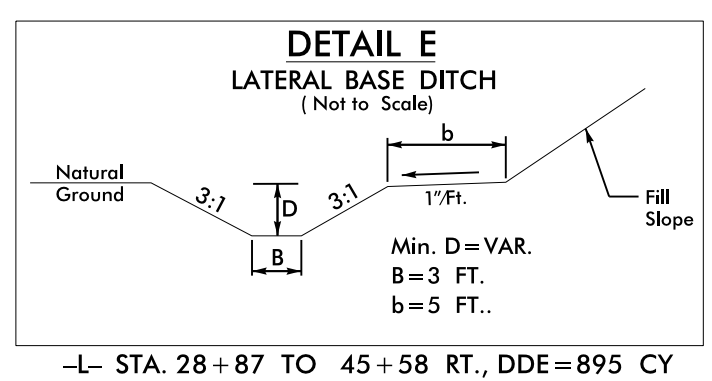 DETAIL E
LATERAL BASE DITCH
( Not to Scale)
b
Natural
Ground
3:1
D
3:1
1"/Ft.
Fill
Slope
B
Min. D=VAR.
B=3 FT.
b=5 FT..
-L- STA. 28+87 TO 45+58 RT., DDE=895 CY